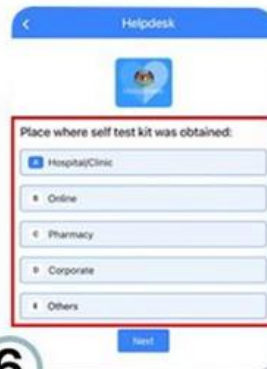 Helpdesk
Place where self test kit was obtained:
A Hospital/Clinic
B Online
C Pharmacy
D Corporate
E Others
Next
6